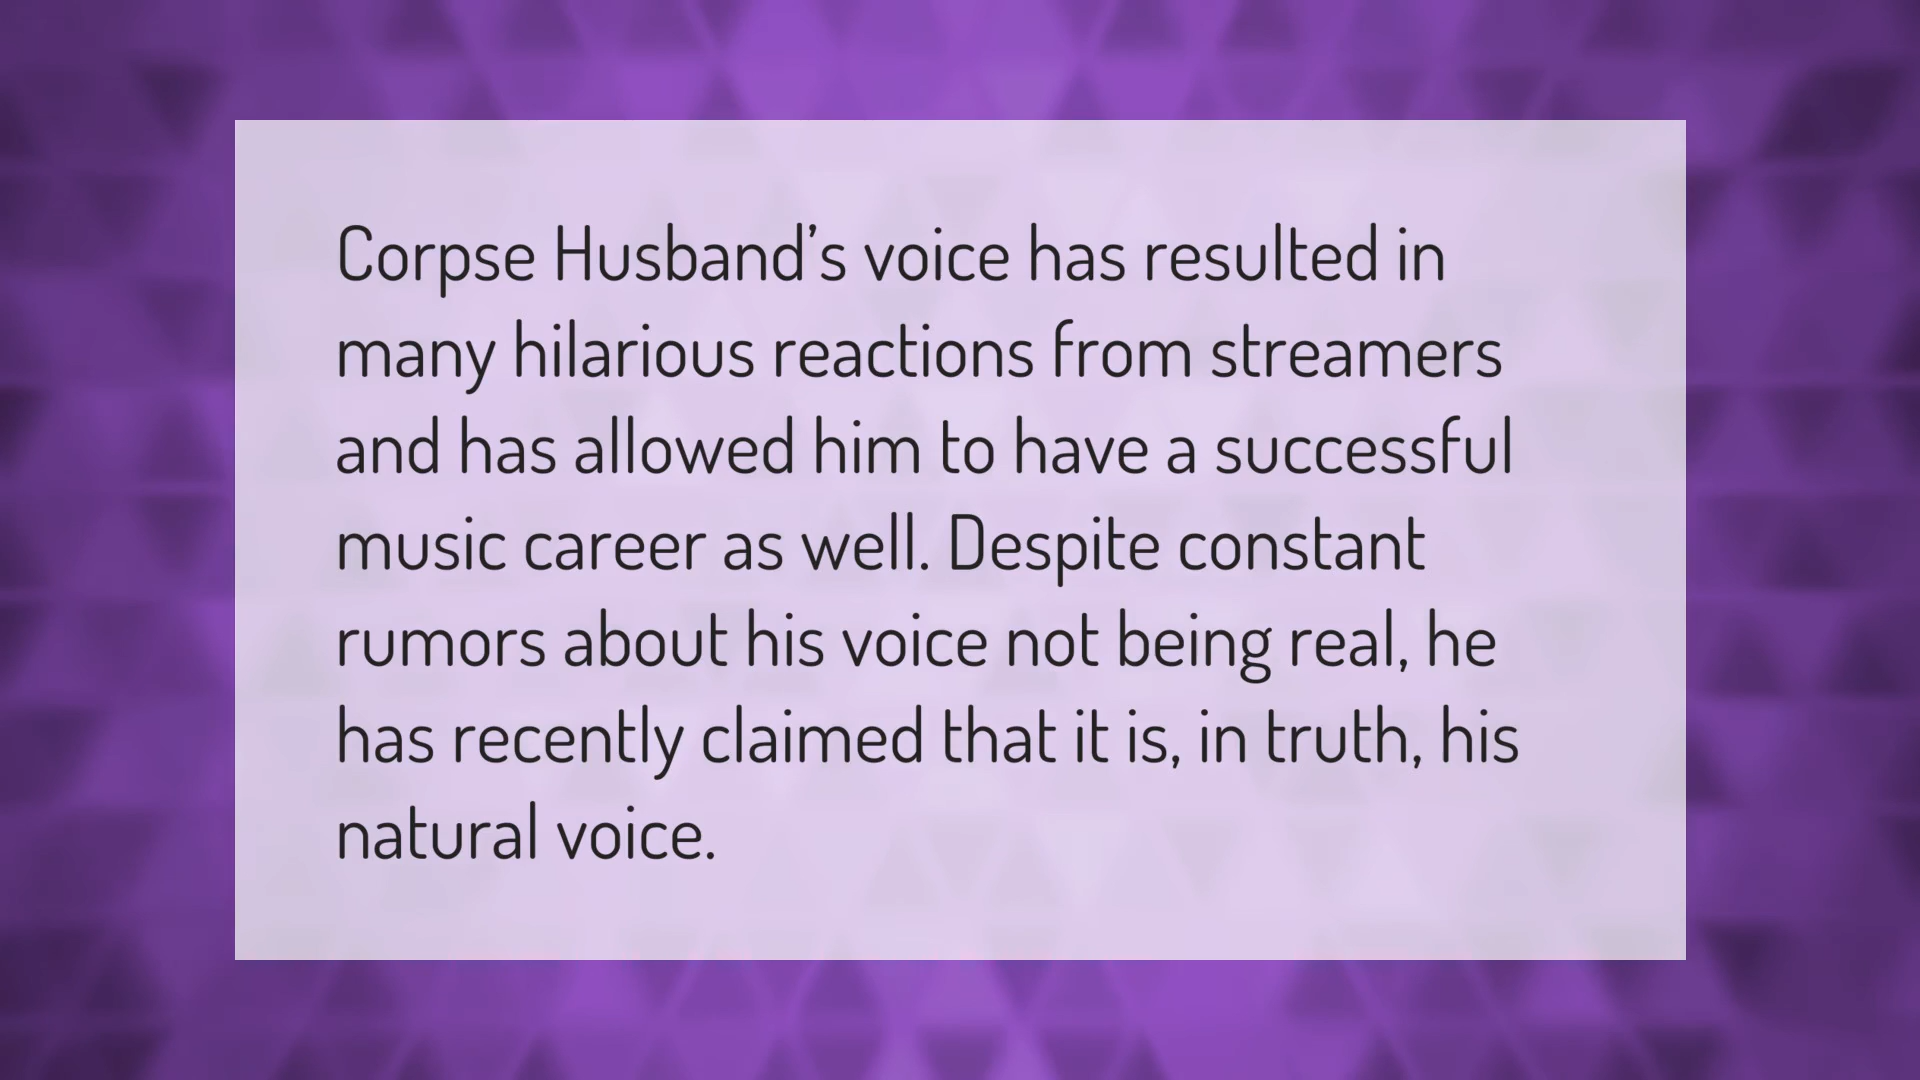 Corpse Husband’s voice has resulted in
many hilarious reactions from streamers
and has allowed him to have a successful
music career as well. Despite constant
rumors about his voice not being real, he
has recently claimed that it is, in truth, his
natural voice.